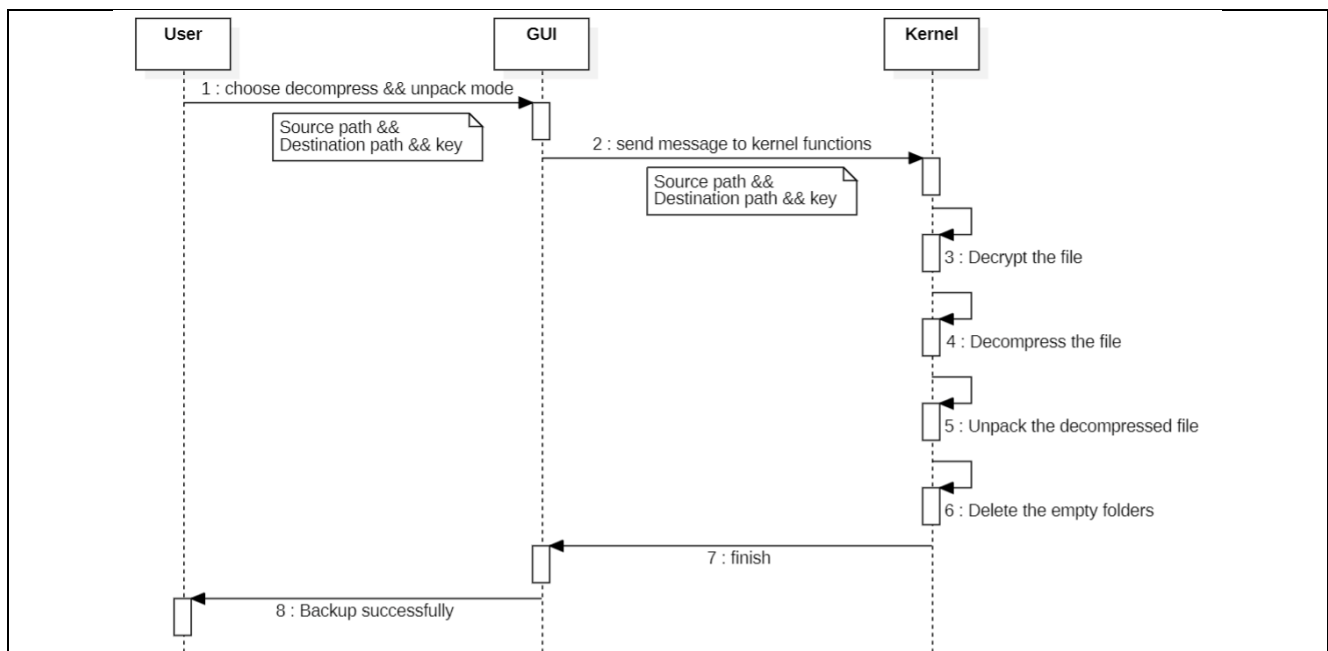 User
GUI
Kernel
1 : choose decompress && unpack mode
Source path &&
Destination path && key
2 : send message to kernel functions
Source path &&
Destination path && key
3 : Decrypt the file
4 : Decompress the file
5 : Unpack the decompressed file
6 : Delete the empty folders
7 : finish
8 : Backup successfully